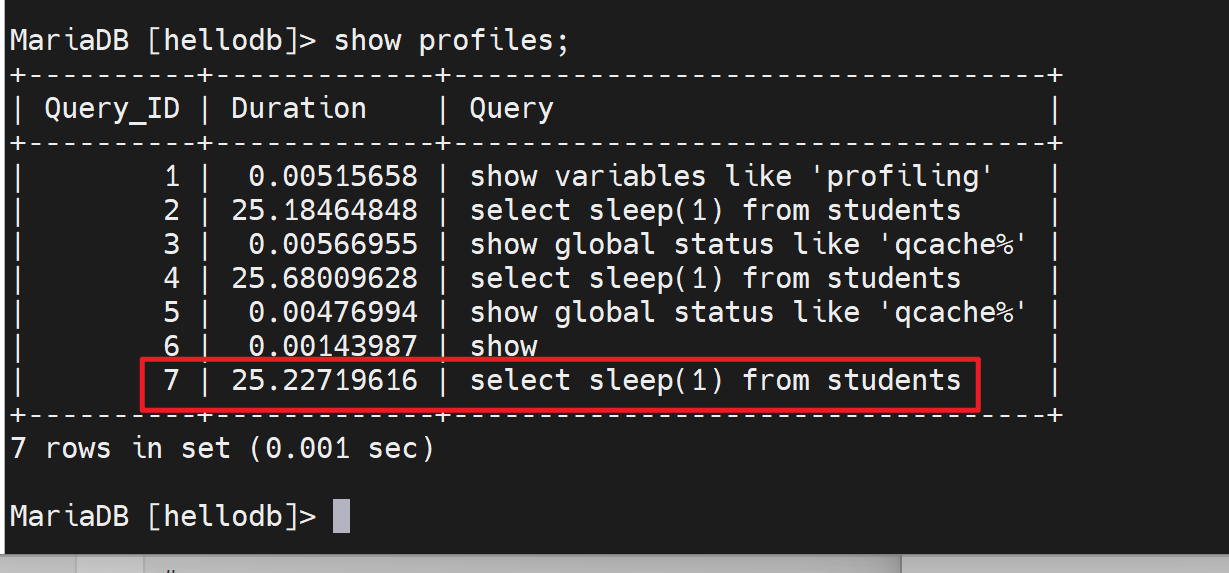 MariaDB [hellodb]> show profiles;
+----------+-------------+-----------------------------------+
| Query_ID | Duration    | Query                             |
+----------+-------------+-----------------------------------+
|        1 |  0.00515658 | show variables like 'profiling'   |
|        2 | 25.18464848 | select sleep(1) from students     |
|        3 |  0.00566955 | show global status like 'qcache%' |
|        4 | 25.68009628 | select sleep(1) from students     |
|        5 |  0.00476994 | show global status like 'qcache%' |
|        6 |  0.00143987 | show                              |
|        7 | 25.22719616 | select sleep(1) from students     |
+----------+-------------+-----------------------------------+
7 rows in set (0.001 sec)
MariaDB [hellodb]>